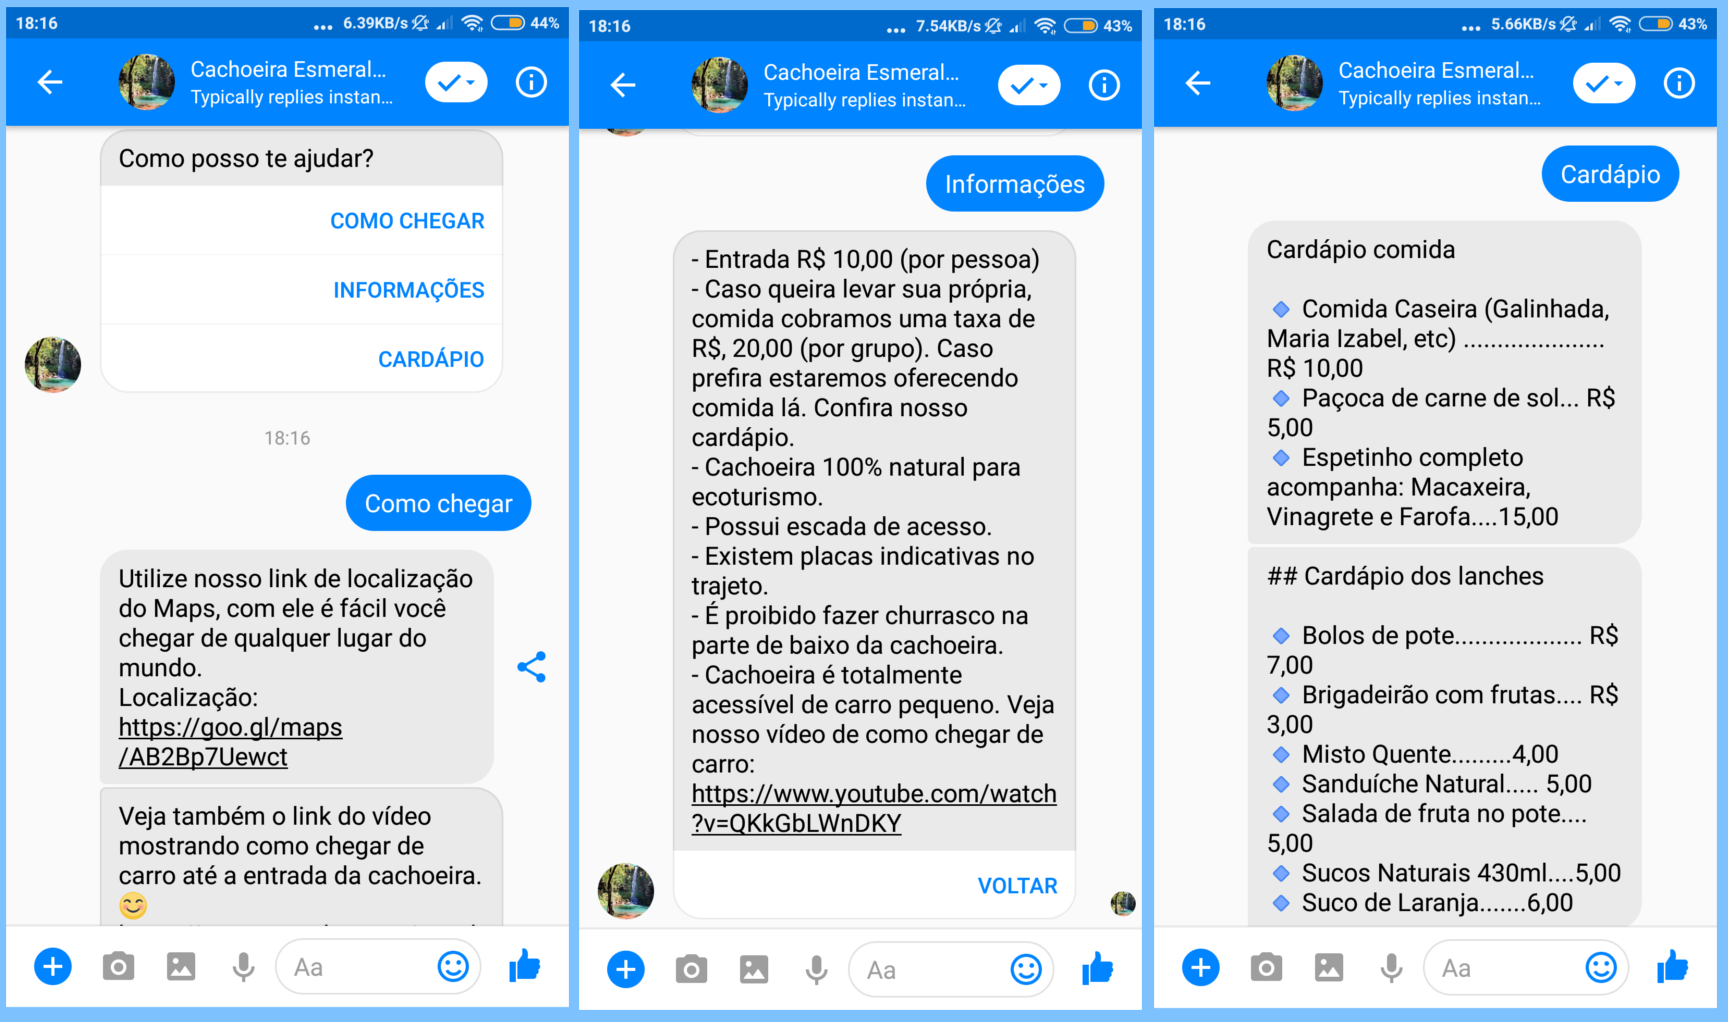 18:16
... 6.39KB/s 44%
Cachoeira Esmeral...
Typically replies instan...
Como posso te ajudar?
COMO CHEGAR
INFORMAÇÕES
CARDÁPIO
18:16
Como chegar
Utilize nosso link de localização
do Maps, com ele é fácil você
chegar de qualquer lugar do
mundo.
Localização:
https://goo.gl/maps
/AB2Bp7Uewct
Veja também o link do vídeo
mostrando como chegar de
carro até a entrada da cachoeira.
😊
Aa
18:16
... 7.54KB/s 43%
Cachoeira Esmeral...
Typically replies instan...
Informações
- Entrada R$ 10,00 (por pessoa)
- Caso queira levar sua própria,
comida cobramos uma taxa de
R$, 20,00 (por grupo). Caso
prefira estaremos oferecendo
comida lá. Confira nosso
cardápio.
- Cachoeira 100% natural para
ecoturismo.
- Possui escada de acesso.
- Existem placas indicativas no
trajeto.
- É proibido fazer churrasco na
parte de baixo da cachoeira.
- Cachoeira é totalmente
acessível de carro pequeno. Veja
nosso vídeo de como chegar de
carro:
https://www.youtube.com/watch
?v=QKkGbLWnDKY
VOLTAR
Aa
18:16
... 5.66KB/s 43%
Cachoeira Esmeral...
Typically replies instan...
Cardápio
Cardápio comida
🔹 Comida Caseira (Galinhada,
Maria Izabel, etc) .....................
R$ 10,00
🔹 Paçoca de carne de sol... R$
5,00
🔹 Espetinho completo
acompanha: Macaxeira,
Vinagrete e Farofa....15,00
## Cardápio dos lanches
🔹 Bolos de pote................... R$
7,00
🔹 Brigadeirão com frutas.... R$
3,00
🔹 Misto Quente.........4,00
🔹 Sanduíche Natural..... 5,00
🔹 Salada de fruta no pote....
5,00
🔹 Sucos Naturais 430ml....5,00
🔹 Suco de Laranja.......6,00
Aa